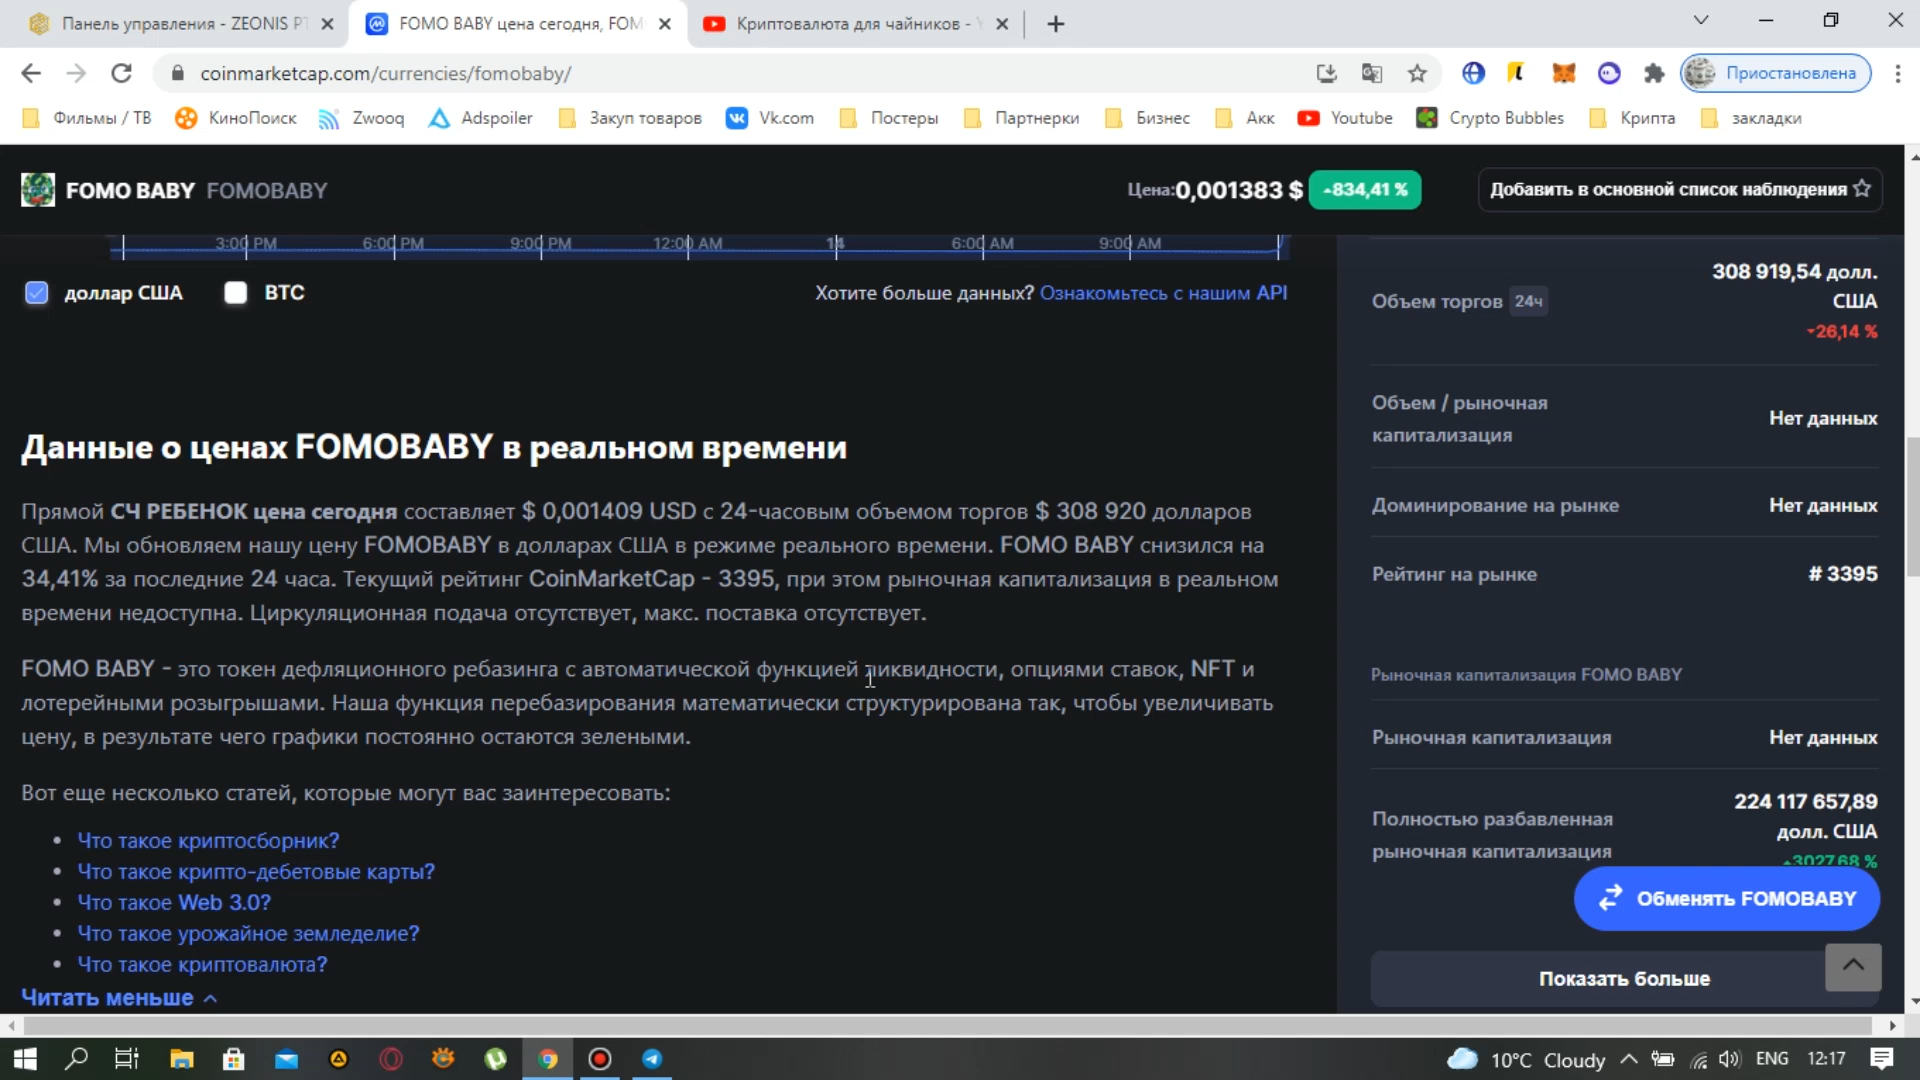 Панель управления - ZEONIS PT
FOMO BABY цена сегодня, FOM
Криптовалюта для чайников - Y
coinmarketcap.com/currencies/fomobaby/
Приостановлена
Фильмы / ТВ
КиноПоиск
Zwooq
Adspoiler
Закуп товаров
Vk.com
Постеры
Партнерки
Бизнес
Акк
Youtube
Crypto Bubbles
Крипта
закладки
FOMO BABY FOMOBABY
Цена:0,001383 $
834,41 %
Добавить в основной список наблюдения
3:00 PM 6:00 PM 9:00 PM 12:00 AM 14 6:00 AM 9:00 AM
доллар США
BTC
Хотите больше данных? Ознакомьтесь с нашим API
Данные о ценах FOMOBABY в реальном времени
Прямой СЧ РЕБЕНОК цена сегодня составляет $ 0,001409 USD с 24-часовым объемом торгов $ 308 920 долларов
США. Мы обновляем нашу цену FOMOBABY в долларах США в режиме реального времени. FOMO BABY снизился на
34,41% за последние 24 часа. Текущий рейтинг CoinMarketCap - 3395, при этом рыночная капитализация в реальном
времени недоступна. Циркуляционная подача отсутствует, макс. поставка отсутствует.
FOMO BABY - это токен дефляционного ребазинга с автоматической функцией ликвидности, опциями ставок, NFT и
лотерейными розыгрышами. Наша функция перебазирования математически структурирована так, чтобы увеличивать
цену, в результате чего графики постоянно остаются зелеными.
Вот еще несколько статей, которые могут вас заинтересовать:
Что такое криптосборник?
Что такое крипто-дебетовые карты?
Что такое Web 3.0?
Что такое урожайное земледелие?
Что такое криптовалюта?
Читать меньше
308 919,54 долл.
Объем торгов 24ч
США
26,14 %
Объем / рыночная
капитализация
Нет данных
Доминирование на рынке
Нет данных
Рейтинг на рынке
# 3395
Рыночная капитализация FOMO BABY
Рыночная капитализация
Нет данных
224 117 657,89
Полностью разбавленная
долл. США
рыночная капитализация
3027,68 %
Обменять FOMOBABY
Показать больше
10°C Cloudy
ENG
12:17